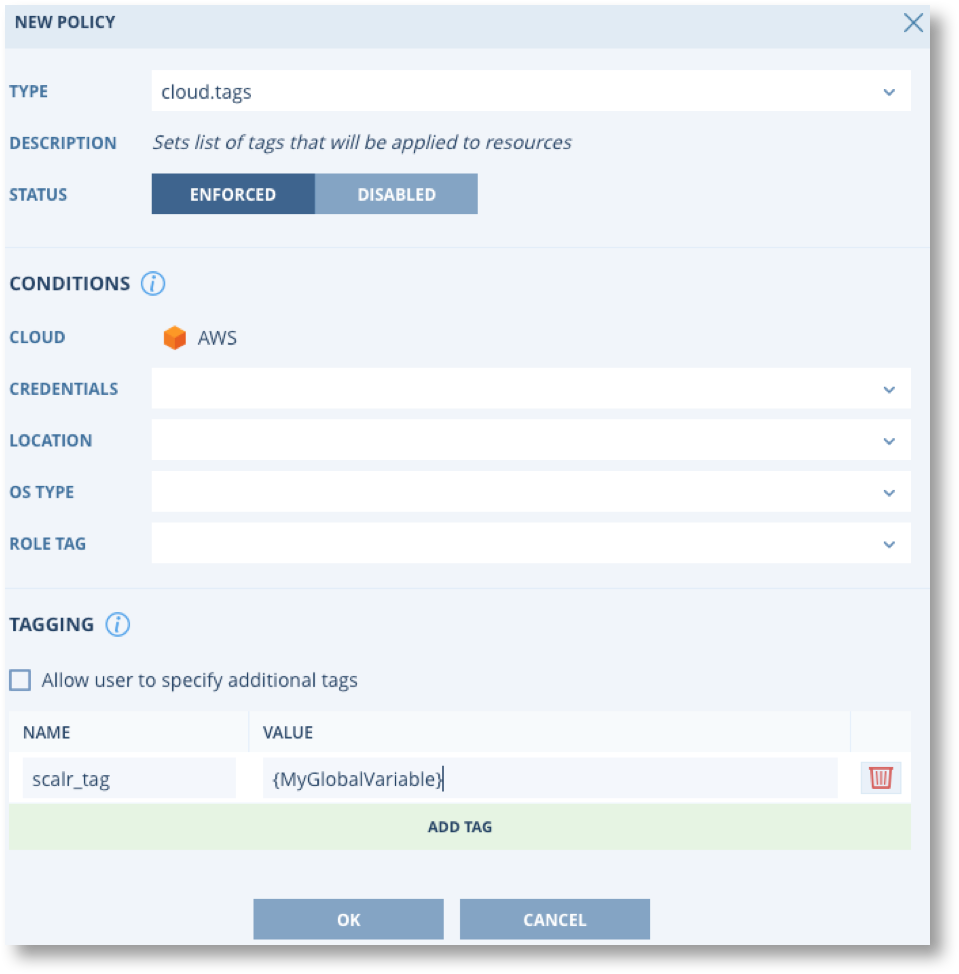 NEW POLICY
TYPE cloud.tags
DESCRIPTION Sets list of tags that will be applied to resources
STATUS ENFORCED DISABLED
CONDITIONS i
CLOUD AWS
CREDENTIALS
LOCATION
OS TYPE
ROLE TAG
TAGGING i
Allow user to specify additional tags
NAME VALUE
scalr_tag {MyGlobalVariable}
ADD TAG
OK CANCEL